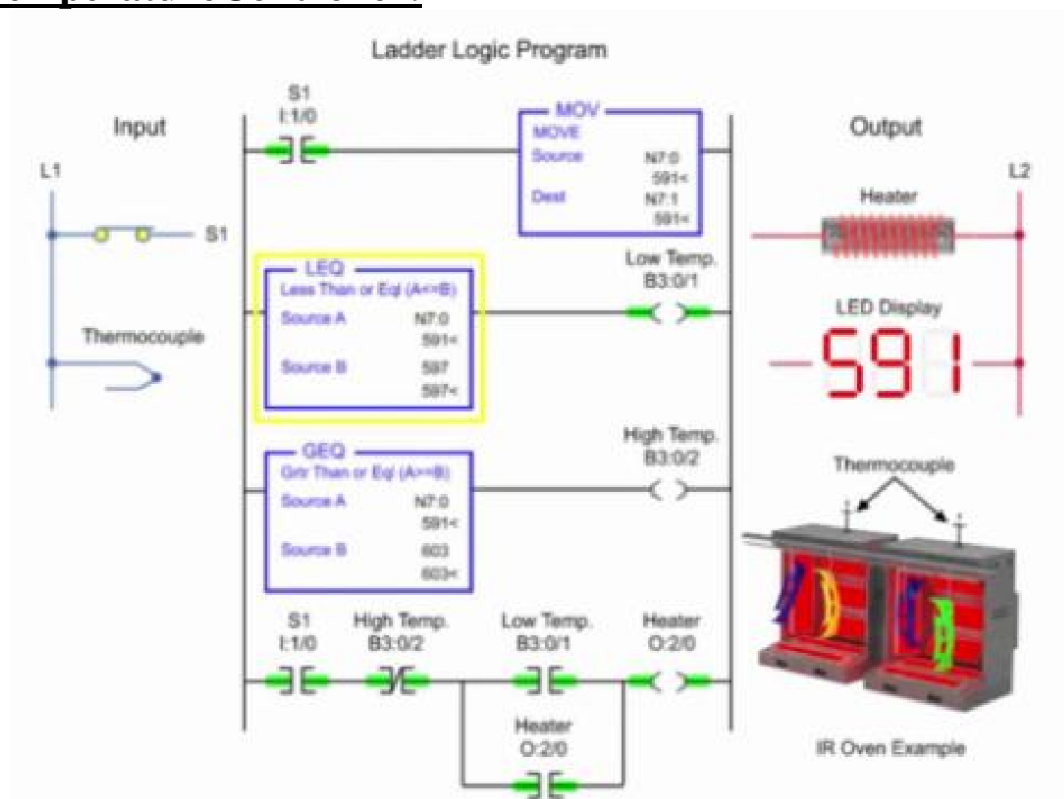 Ladder Logic Program
Input
Output
S1
I:1/0
MOV
MOVE
Source N7:0
591<
Dest N7:1
591<
L1
S1
Thermocouple
LEQ
Less Than or Eql (A<=B)
Source A N7:0
591<
Source B 597
597<
Low Temp.
B3:0/1
GEQ
Grtr Than or Eql (A>=B)
Source A N7:0
591<
Source B 603
603<
High Temp.
B3:0/2
S1
I:1/0
High Temp.
B3:0/2
Low Temp.
B3:0/1
Heater
O:2/0
Heater
O:2/0
L2
Heater
LED Display
591
Thermocouple
IR Oven Example